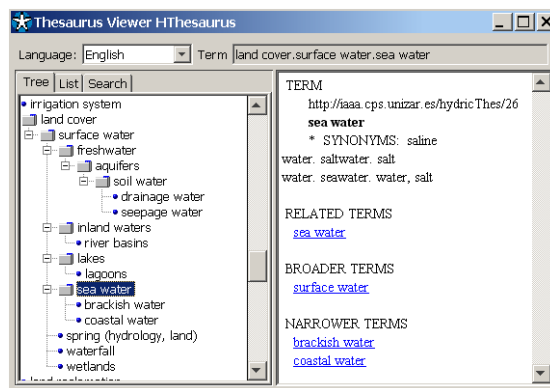 Thesaurus Viewer HThesaurus
Language: English Term land cover.surface water.sea water
Tree List Search
irrigation system
land cover
surface water
freshwater
aquifers
soil water
drainage water
seepage water
inland waters
river basins
lakes
lagoons
sea water
brackish water
coastal water
spring (hydrology, land)
waterfall
wetlands
land reclamation
TERM
http://iaaa.cps.unizar.es/hydricThes/26
sea water
* SYNONYMS: saline
water. saltwater. salt
water. seawater. water, salt
RELATED TERMS
sea water
BROADER TERMS
surface water
NARROWER TERMS
brackish water
coastal water